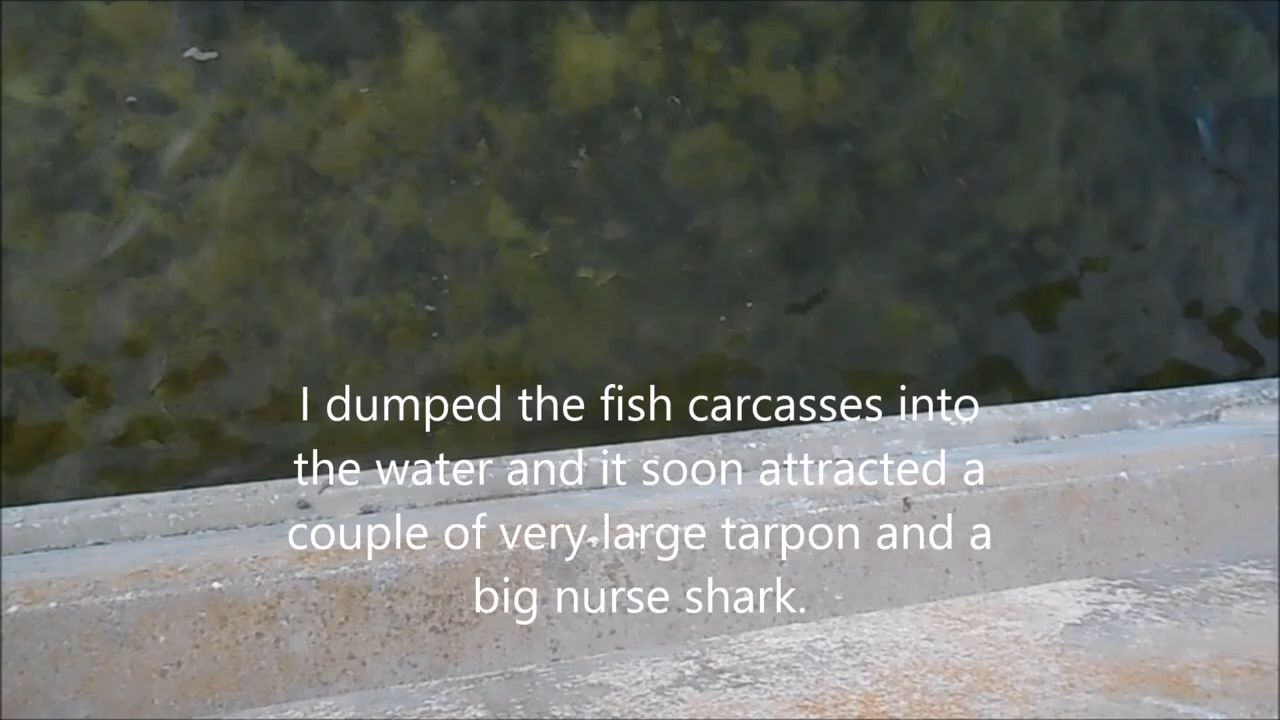 I dumped the fish carcasses into
the water and it soon attracted a
couple of very large tarpon and a
big nurse shark.